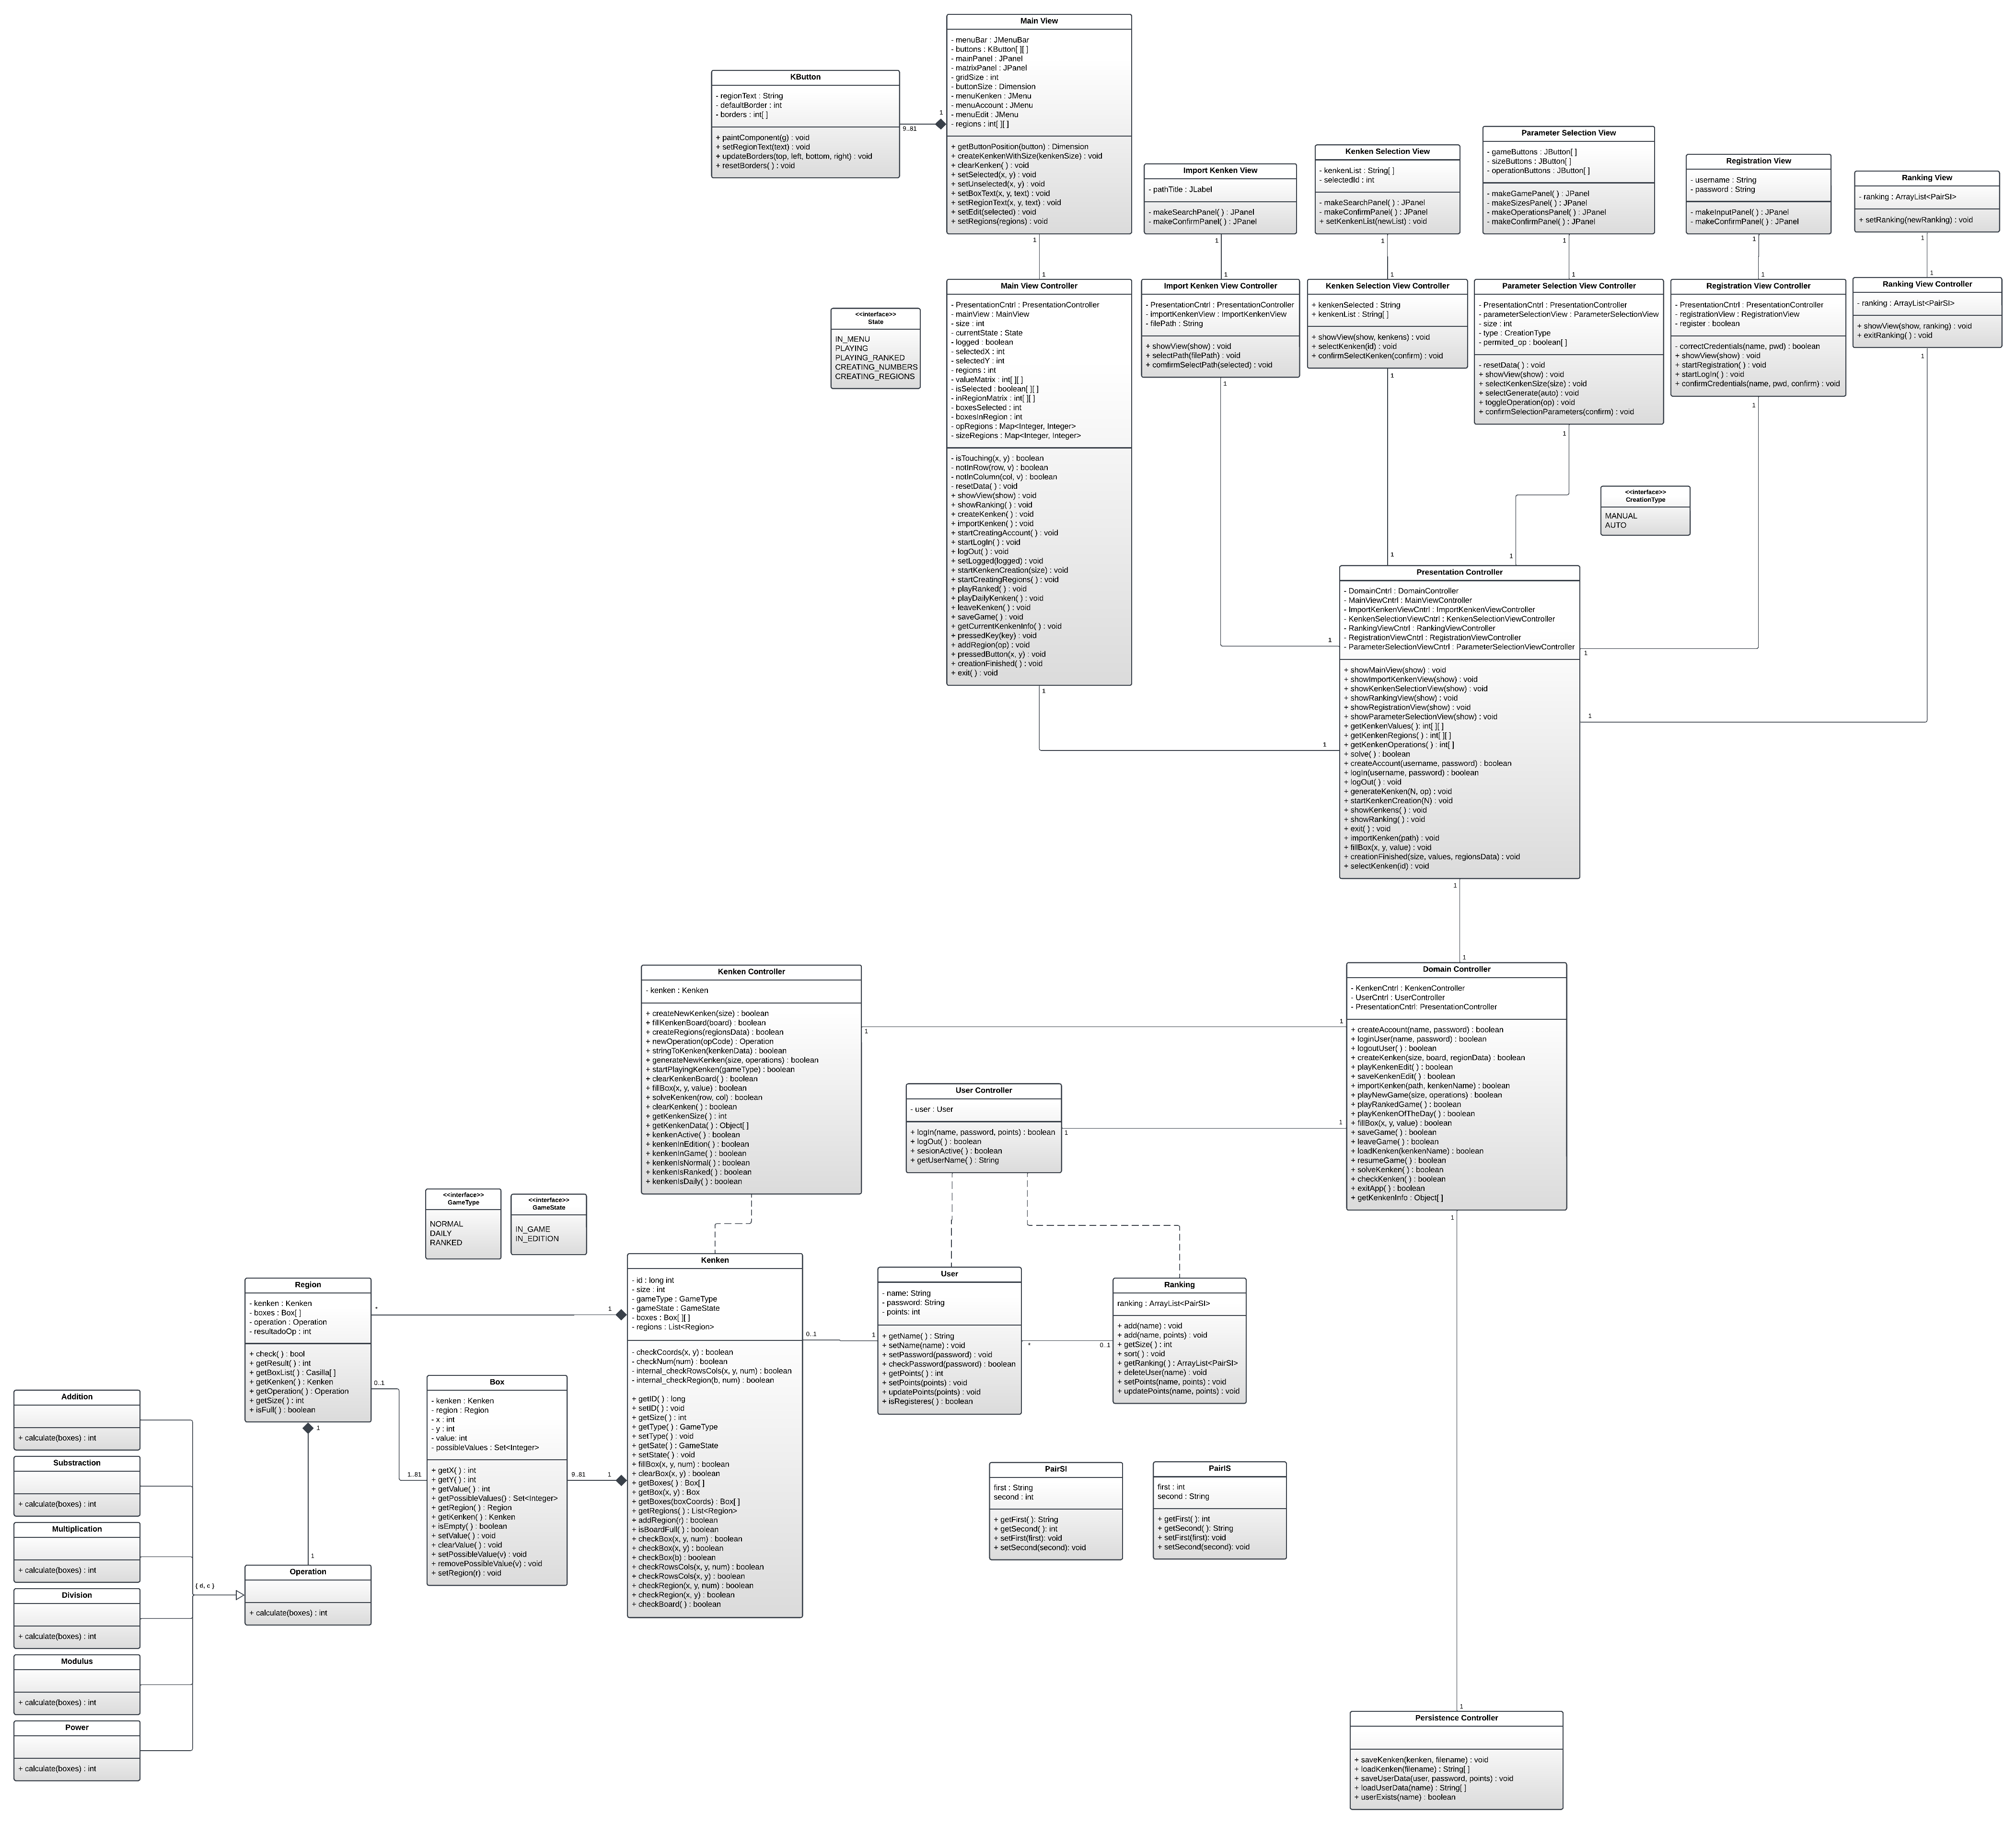 Main View
- menuBar : JMenuBar
- buttons : KButton[ ][ ]
- mainPanel : JPanel
- matrixPanel : JPanel
- gridSize : int
- buttonSize : Dimension
- menuKenken : JMenu
- menuAccount : JMenu
- menuEdit : JMenu
- regions : int[ ][ ]
+ getButtonPosition(button) : Dimension
+ createKenkenWithSize(kenkenSize) : void
+ clearKenken( ) : void
+ setSelected(x, y) : void
+ setUnselected(x, y) : void
+ setBoxText(x, y, text) : void
+ setRegionText(x, y, text) : void
+ setEdit(selected) : void
+ setRegions(regions) : void
KButton
- regionText : String
- defaultBorder : int
- borders : int[ ]
+ paintComponent(g) : void
+ setRegionText(text) : void
+ updateBorders(top, left, bottom, right) : void
+ resetBorders( ) : void
9..81
1
Import Kenken View
- pathTitle : JLabel
- makeSearchPanel( ) : JPanel
- makeConfirmPanel( ) : JPanel
Kenken Selection View
- kenkenList : String[ ]
- selectedId : int
- makeSearchPanel( ) : JPanel
- makeConfirmPanel( ) : JPanel
+ setKenkenList(newList) : void
Parameter Selection View
- gameButtons : JButton[ ]
- sizeButtons : JButton[ ]
- operationButtons : JButton[ ]
- makeGamePanel( ) : JPanel
- makeSizesPanel( ) : JPanel
- makeOperationsPanel( ) : JPanel
- makeConfirmPanel( ) : JPanel
Registration View
- username : String
- password : String
- makeInputPanel( ) : JPanel
- makeConfirmPanel( ) : JPanel
Ranking View
- ranking : ArrayList<PairSI>
+ setRanking(newRanking) : void
1
1
1
1
1
1
1
1
1
1
1
1
<<interface>>
State
IN_MENU
PLAYING
PLAYING_RANKED
CREATING_NUMBERS
CREATING_REGIONS
Main View Controller
- PresentationCntrl : PresentationController
- mainView : MainView
- size : int
- currentState : State
- logged : boolean
- selectedX : int
- selectedY : int
- regions : int
- valueMatrix : int[ ][ ]
- isSelected : boolean[ ][ ]
- inRegionMatrix : int[ ][ ]
- boxesSelected : int
- boxesInRegion : int
- opRegions : Map<Integer, Integer>
- sizeRegions : Map<Integer, Integer>
- isTouching(x, y) : boolean
- notInRow(row, v) : boolean
- notInColumn(col, v) : boolean
- resetData( ) : void
+ showView(show) : void
+ showRanking( ) : void
+ createKenken( ) : void
+ importKenken( ) : void
+ startCreatingAccount( ) : void
+ startLogIn( ) : void
+ logOut( ) : void
+ setLogged(logged) : boolean
+ startKenkenCreation(size) : void
+ startCreatingRegions( ) : void
+ playRanked( ) : void
+ playDailyKenken( ) : void
+ leaveKenken( ) : void
+ saveGame( ) : void
+ getCurrentKenkenInfo( ) : void
+ pressedKey(key) : void
+ addRegion(op) : void
+ pressedButton(x, y) : void
+ creationFinished( ) : void
+ exit( ) : void
Import Kenken View Controller
- PresentationCntrl : PresentationController
- importKenkenView : ImportKenkenView
- filePath : String
+ showView(show) : void
+ selectPath(filePath) : void
+ comfirmSelectPath(selected) : void
Kenken Selection View Controller
+ kenkenSelected : String
+ kenkenList : String[ ]
+ showView(show, kenkens) : void
+ selectKenken(id) : void
+ confirmSelectKenken(confirm) : void
Parameter Selection View Controller
- PresentationCntrl : PresentationController
- parameterSelectionView : ParameterSelectionView
- size : int
- type : CreationType
- permited_op : boolean[ ]
- resetData( ) : void
+ showView(show) : void
+ selectKenkenSize(size) : void
+ selectGenerate(auto) : void
+ toggleOperation(op) : void
+ confirmSelectionParameters(confirm) : void
Registration View Controller
- PresentationCntrl : PresentationController
- registrationView : RegistrationView
- register : boolean
- correctCredentials(name, pwd) : boolean
+ showView(show) : void
+ startRegistration( ) : void
+ startLogIn( ) : void
+ confirmCredentials(name, pwd, confirm) : void
Ranking View Controller
- ranking : ArrayList<PairSI>
+ showView(show, ranking) : void
+ exitRanking( ) : void
1
1
1
1
1
1
<<interface>>
CreationType
MANUAL
AUTO
1
1
1
1
1
1
Presentation Controller
- DomainCntrl : DomainController
- MainViewCntrl : MainViewController
- ImportKenkenViewCntrl : ImportKenkenViewController
- KenkenSelectionViewCntrl : KenkenSelectionViewController
- RankingViewCntrl : RankingViewController
- RegistrationViewCntrl : RegistrationViewController
- ParameterSelectionViewCntrl : ParameterSelectionViewController
+ showMainView(show) : void
+ showImportKenkenView(show) : void
+ showKenkenSelectionView(show) : void
+ showRankingView(show) : void
+ showRegistrationView(show) : void
+ showParameterSelectionView(show) : void
+ getKenkenValues( ): int[ ][ ]
+ getKenkenRegions( ) : int[ ][ ]
+ getKenkenOperations( ) : int[ ]
+ solve( ) : boolean
+ createAccount(username, password) : boolean
+ logIn(username, password) : boolean
+ logOut( ) : void
+ generateKenken(N, op) : void
+ startKenkenCreation(N) : void
+ showKenkens( ) : void
+ showRanking( ) : void
+ exit( ) : void
+ importKenken(path) : void
+ fillBox(x, y, value) : void
+ creationFinished(size, values, regionsData) : void
+ selectKenken(id) : void
1
1
Kenken Controller
- kenken : Kenken
+ createNewKenken(size) : boolean
+ fillKenkenBoard(board) : boolean
+ createRegions(regionsData) : boolean
+ newOperation(opCode) : Operation
+ stringToKenken(kenkenData) : boolean
+ generateNewKenken(size, operations) : boolean
+ startPlayingKenken(gameType) : boolean
+ clearKenkenBoard( ) : boolean
+ fillBox(x, y, value) : boolean
+ solveKenken(row, col) : boolean
+ clearKenken( ) : boolean
+ getKenkenSize( ) : int
+ getKenkenData( ) : Object[ ]
+ kenkenActive( ) : boolean
+ kenkenInEdition( ) : boolean
+ kenkenInGame( ) : boolean
+ kenkenIsNormal( ) : boolean
+ kenkenIsRanked( ) : boolean
+ kenkenIsDaily( ) : boolean
1
1
User Controller
- user : User
+ logIn(name, password, points) : boolean
+ logOut( ) : boolean
+ sesionActive( ) : boolean
+ getUserName( ) : String
1
1
Domain Controller
- KenkenCntrl : KenkenController
- UserCntrl : UserController
- PresentationCntrl: PresentationController
+ createAccount(name, password) : boolean
+ loginUser(name, password) : boolean
+ logoutUser( ) : boolean
+ createKenken(size, board, regionData) : boolean
+ playKenkenEdit( ) : boolean
+ saveKenkenEdit( ) : boolean
+ importKenken(path, kenkenName) : boolean
+ playNewGame(size, operations) : boolean
+ playRankedGame( ) : boolean
+ playKenkenOfTheDay( ) : boolean
+ fillBox(x, y, value) : boolean
+ saveGame( ) : boolean
+ leaveGame( ) : boolean
+ loadKenken(kenkenName) : boolean
+ resumeGame( ) : boolean
+ solveKenken( ) : boolean
+ checkKenken( ) : boolean
+ exitApp( ) : boolean
+ getKenkenInfo : Object[ ]
1
<<interface>>
GameType
NORMAL
DAILY
RANKED
<<interface>>
GameState
IN_GAME
IN_EDITION
Region
- kenken : Kenken
- boxes : Box[ ]
- operation : Operation
- resultadoOp : int
+ check( ) : bool
+ getResult( ) : int
+ getBoxList( ) : Casilla[ ]
+ getKenken( ) : Kenken
+ getOperation( ) : Operation
+ getSize( ) : int
+ isFull( ) : boolean
*
1
0..1
1
Kenken
- id : long int
- size : int
- gameType : GameType
- gameState : GameState
- boxes : Box[ ][ ]
- regions : List<Region>
- checkCoords(x, y) : boolean
- checkNum(num) : boolean
- internal_checkRowsCols(x, y, num) : boolean
- internal_checkRegion(b, num) : boolean
+ getID( ) : long
+ setID( ) : void
+ getSize( ) : int
+ getType( ) : GameType
+ setType( ) : void
+ getSate( ) : GameState
+ setState( ) : void
+ fillBox(x, y, num) : boolean
+ clearBox(x, y) : boolean
+ getBoxes( ) : Box[ ]
+ getBox(x, y) : Box
+ getBoxes(boxCoords) : Box[ ]
+ getRegions( ) : List<Region>
+ addRegion(r) : boolean
+ isBoardFull( ) : boolean
+ checkBox(x, y, num) : boolean
+ checkBox(x, y) : boolean
+ checkBox(b) : boolean
+ checkRowsCols(x, y, num) : boolean
+ checkRowsCols(x, y) : boolean
+ checkRegion(x, y, num) : boolean
+ checkRegion(x, y) : boolean
+ checkBoard( ) : boolean
0..1
1
User
- name: String
- password: String
- points: int
+ getName( ) : String
+ setName(name) : void
+ setPassword(password) : void
+ checkPassword(password) : boolean
+ getPoints( ) : int
+ setPoints(points) : void
+ updatePoints(points) : void
+ isRegisteres( ) : boolean
*
0..1
Ranking
ranking : ArrayList<PairSI>
+ add(name) : void
+ add(name, points) : void
+ getSize( ) : int
+ sort( ) : void
+ getRanking( ) : ArrayList<PairSI>
+ deleteUser(name) : void
+ setPoints(name, points) : void
+ updatePoints(name, points) : void
Box
- kenken : Kenken
- region : Region
- x : int
- y : int
- value: int
- possibleValues : Set<Integer>
+ getX( ) : int
+ getY( ) : int
+ getValue( ) : int
+ getPossibleValues() : Set<Integer>
+ getRegion( ) : Region
+ getKenken( ) : Kenken
+ isEmpty( ) : boolean
+ setValue( ) : void
+ clearValue( ) : void
+ setPossibleValue(v) : void
+ removePossibleValue(v) : void
+ setRegion(r) : void
1..81
9..81
1
Addition
+ calculate(boxes) : int
Substraction
+ calculate(boxes) : int
Multiplication
+ calculate(boxes) : int
Division
+ calculate(boxes) : int
Modulus
+ calculate(boxes) : int
Power
+ calculate(boxes) : int
{ d, c }
1
Operation
+ calculate(boxes) : int
PairSI
first : String
second : int
+ getFirst( ): String
+ getSecond( ): int
+ setFirst(first): void
+ setSecond(second): void
PairIS
first : int
second : String
+ getFirst( ): int
+ getSecond( ): String
+ setFirst(first): void
+ setSecond(second): void
1
Persistence Controller
+ saveKenken(kenken, filename) : void
+ loadKenken(filename) : String[ ]
+ saveUserData(user, password, points) : void
+ loadUserData(name) : String[ ]
+ userExists(name) : boolean